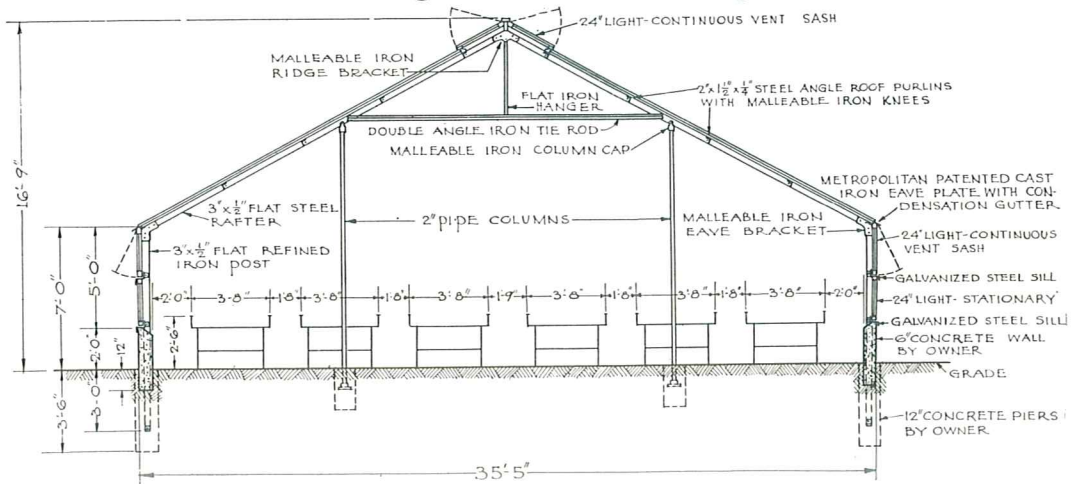 24" LIGHT-CONTINUOUS VENT SASH
MALLEABLE IRON
RIDGE BRACKET
FLAT IRON
HANGER
2" x 1½" x ¼" STEEL ANGLE ROOF PURLINS
WITH MALLEABLE IRON KNEES
DOUBLE ANGLE IRON TIE ROD
MALLEABLE IRON COLUMN CAP
16'-9"
METROPOLITAN PATENTED CAST
IRON EAVE PLATE WITH CON-
DENSATION GUTTER
3" x ½" FLAT STEEL
RAFTER
2" PIPE COLUMNS
MALLEABLE IRON
EAVE BRACKET
3" x ½" FLAT REFINED
IRON POST
24" LIGHT-CONTINUOUS
VENT SASH
7'-0"
5'-0"
GALVANIZED STEEL SILL
2'-0" 3'-8" 1'-8" 3'-8" 1'-8" 3'-8" 1'-9" 3'-8" 1'-8" 3'-8" 1'-8" 3'-8" 2'-0"
24" LIGHT-STATIONARY
GALVANIZED STEEL SILL
2'-0"
12"
2'-6"
6" CONCRETE WALL
BY OWNER
GRADE
3'-6"
3'-0"
12" CONCRETE PIERS
BY OWNER
35'-5"